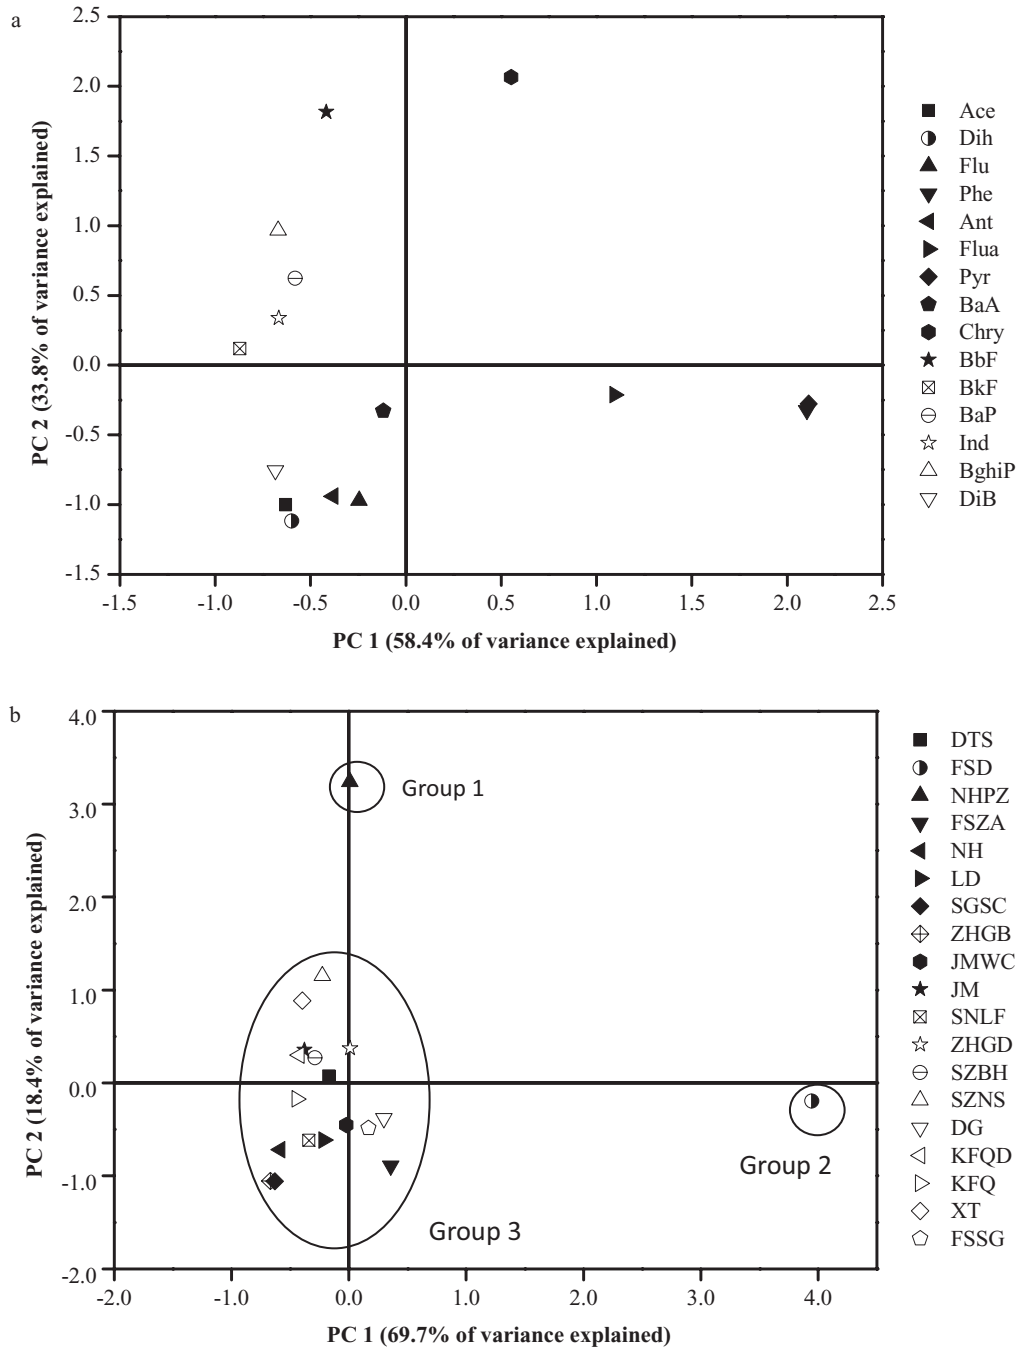 a
2.5
2.0
1.5
1.0
0.5
0.0
-0.5
-1.0
-1.5
PC 2 (33.8% of variance explained)
-1.5 -1.0 -0.5 0.0 0.5 1.0 1.5 2.0 2.5
PC 1 (58.4% of variance explained)
Ace
Dih
Flu
Phe
Ant
Flua
Pyr
BaA
Chry
BbF
BkF
BaP
Ind
BghiP
DiB
b
4.0
3.0
2.0
1.0
0.0
-1.0
-2.0
PC 2 (18.4% of variance explained)
Group 1
Group 2
Group 3
-2.0 -1.0 0.0 1.0 2.0 3.0 4.0
PC 1 (69.7% of variance explained)
DTS
FSD
NHPZ
FSZA
NH
LD
SGSC
ZHGB
JMWC
JM
SNLF
ZHGD
SZBH
SZNS
DG
KFQD
KFQ
XT
FSSG